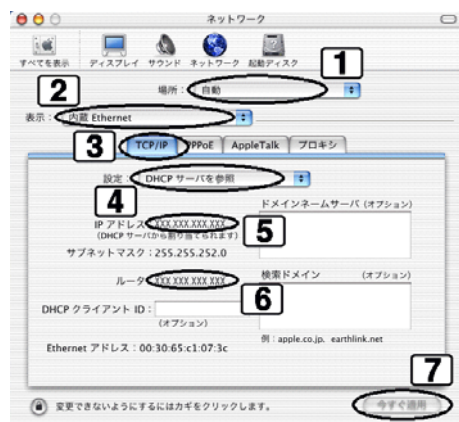 ネットワーク
すべてを表示 ディスプレイ サウンド ネットワーク 起動ディスク
1
場所： 自動
2
表示： 内蔵 Ethernet
3
TCP/IP PPPoE AppleTalk プロキシ
設定： DHCP サーバを参照
4
ドメインネームサーバ (オプション)
IP アドレス XXX.XXX.XXX.XXX
5
(DHCP サーバから割り当てられます)
サブネットマスク：255.255.252.0
ルータ XXX.XXX.XXX.XXX
検索ドメイン (オプション)
6
DHCP クライアント ID：
(オプション)
例：apple.co.jp、earthlink.net
Ethernet アドレス：00:30:65:c1:07:3c
7
変更できないようにするにはカギをクリックします。
今すぐ適用